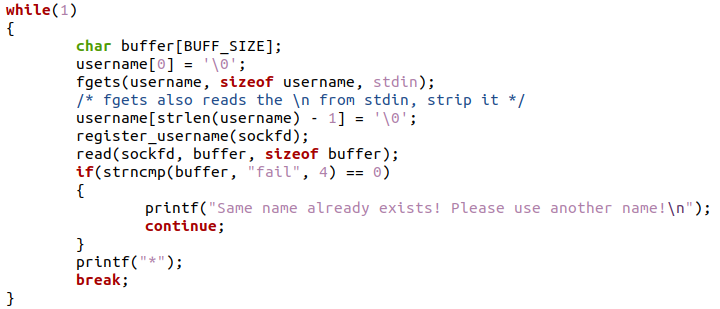 while(1)
{
        char buffer[BUFF_SIZE];
        username[0] = '\0';
        fgets(username, sizeof username, stdin);
        /* fgets also reads the \n from stdin, strip it */
        username[strlen(username) - 1] = '\0';
        register_username(sockfd);
        read(sockfd, buffer, sizeof buffer);
        if(strncmp(buffer, "fail", 4) == 0)
        {
                printf("Same name already exists! Please use another name!\n");
                continue;
        }
        printf("*");
        break;
}